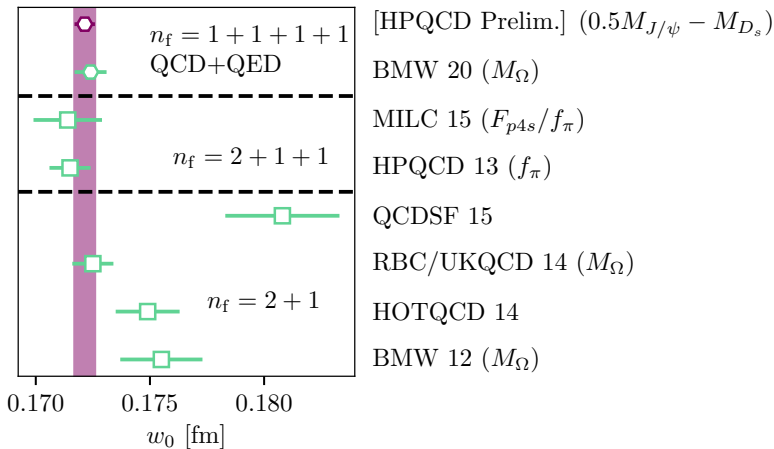 [HPQCD Prelim.] (0.5M_{J/ψ} − M_{D_s})
n_f = 1 + 1 + 1 + 1
QCD+QED
BMW 20 (M_Ω)
MILC 15 (F_{p4s}/f_π)
n_f = 2 + 1 + 1
HPQCD 13 (f_π)
QCDSF 15
RBC/UKQCD 14 (M_Ω)
n_f = 2 + 1
HOTQCD 14
BMW 12 (M_Ω)
0.170 0.175 0.180
w_0 [fm]